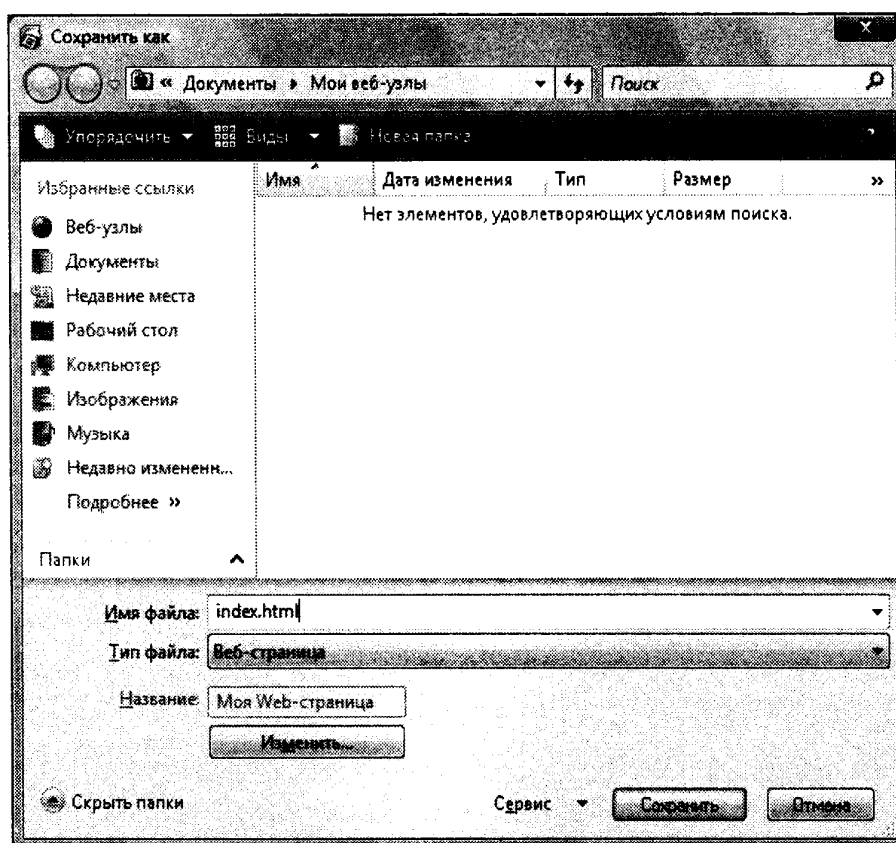 Сохранить как
« Документы Мои веб-узлы Поиск
Упорядочить Виды Новая папка ?
Избранные ссылки
Имя Дата изменения Тип Размер »
Нет элементов, удовлетворяющих условиям поиска.
Веб-узлы
Документы
Недавние места
Рабочий стол
Компьютер
Изображения
Музыка
Недавно измененн...
Подробнее »
Папки
Имя файла: index.html
Тип файла: Веб-страница
Название: Моя Web-страница
Изменить...
Скрыть папки Сервис Сохранить Отмена